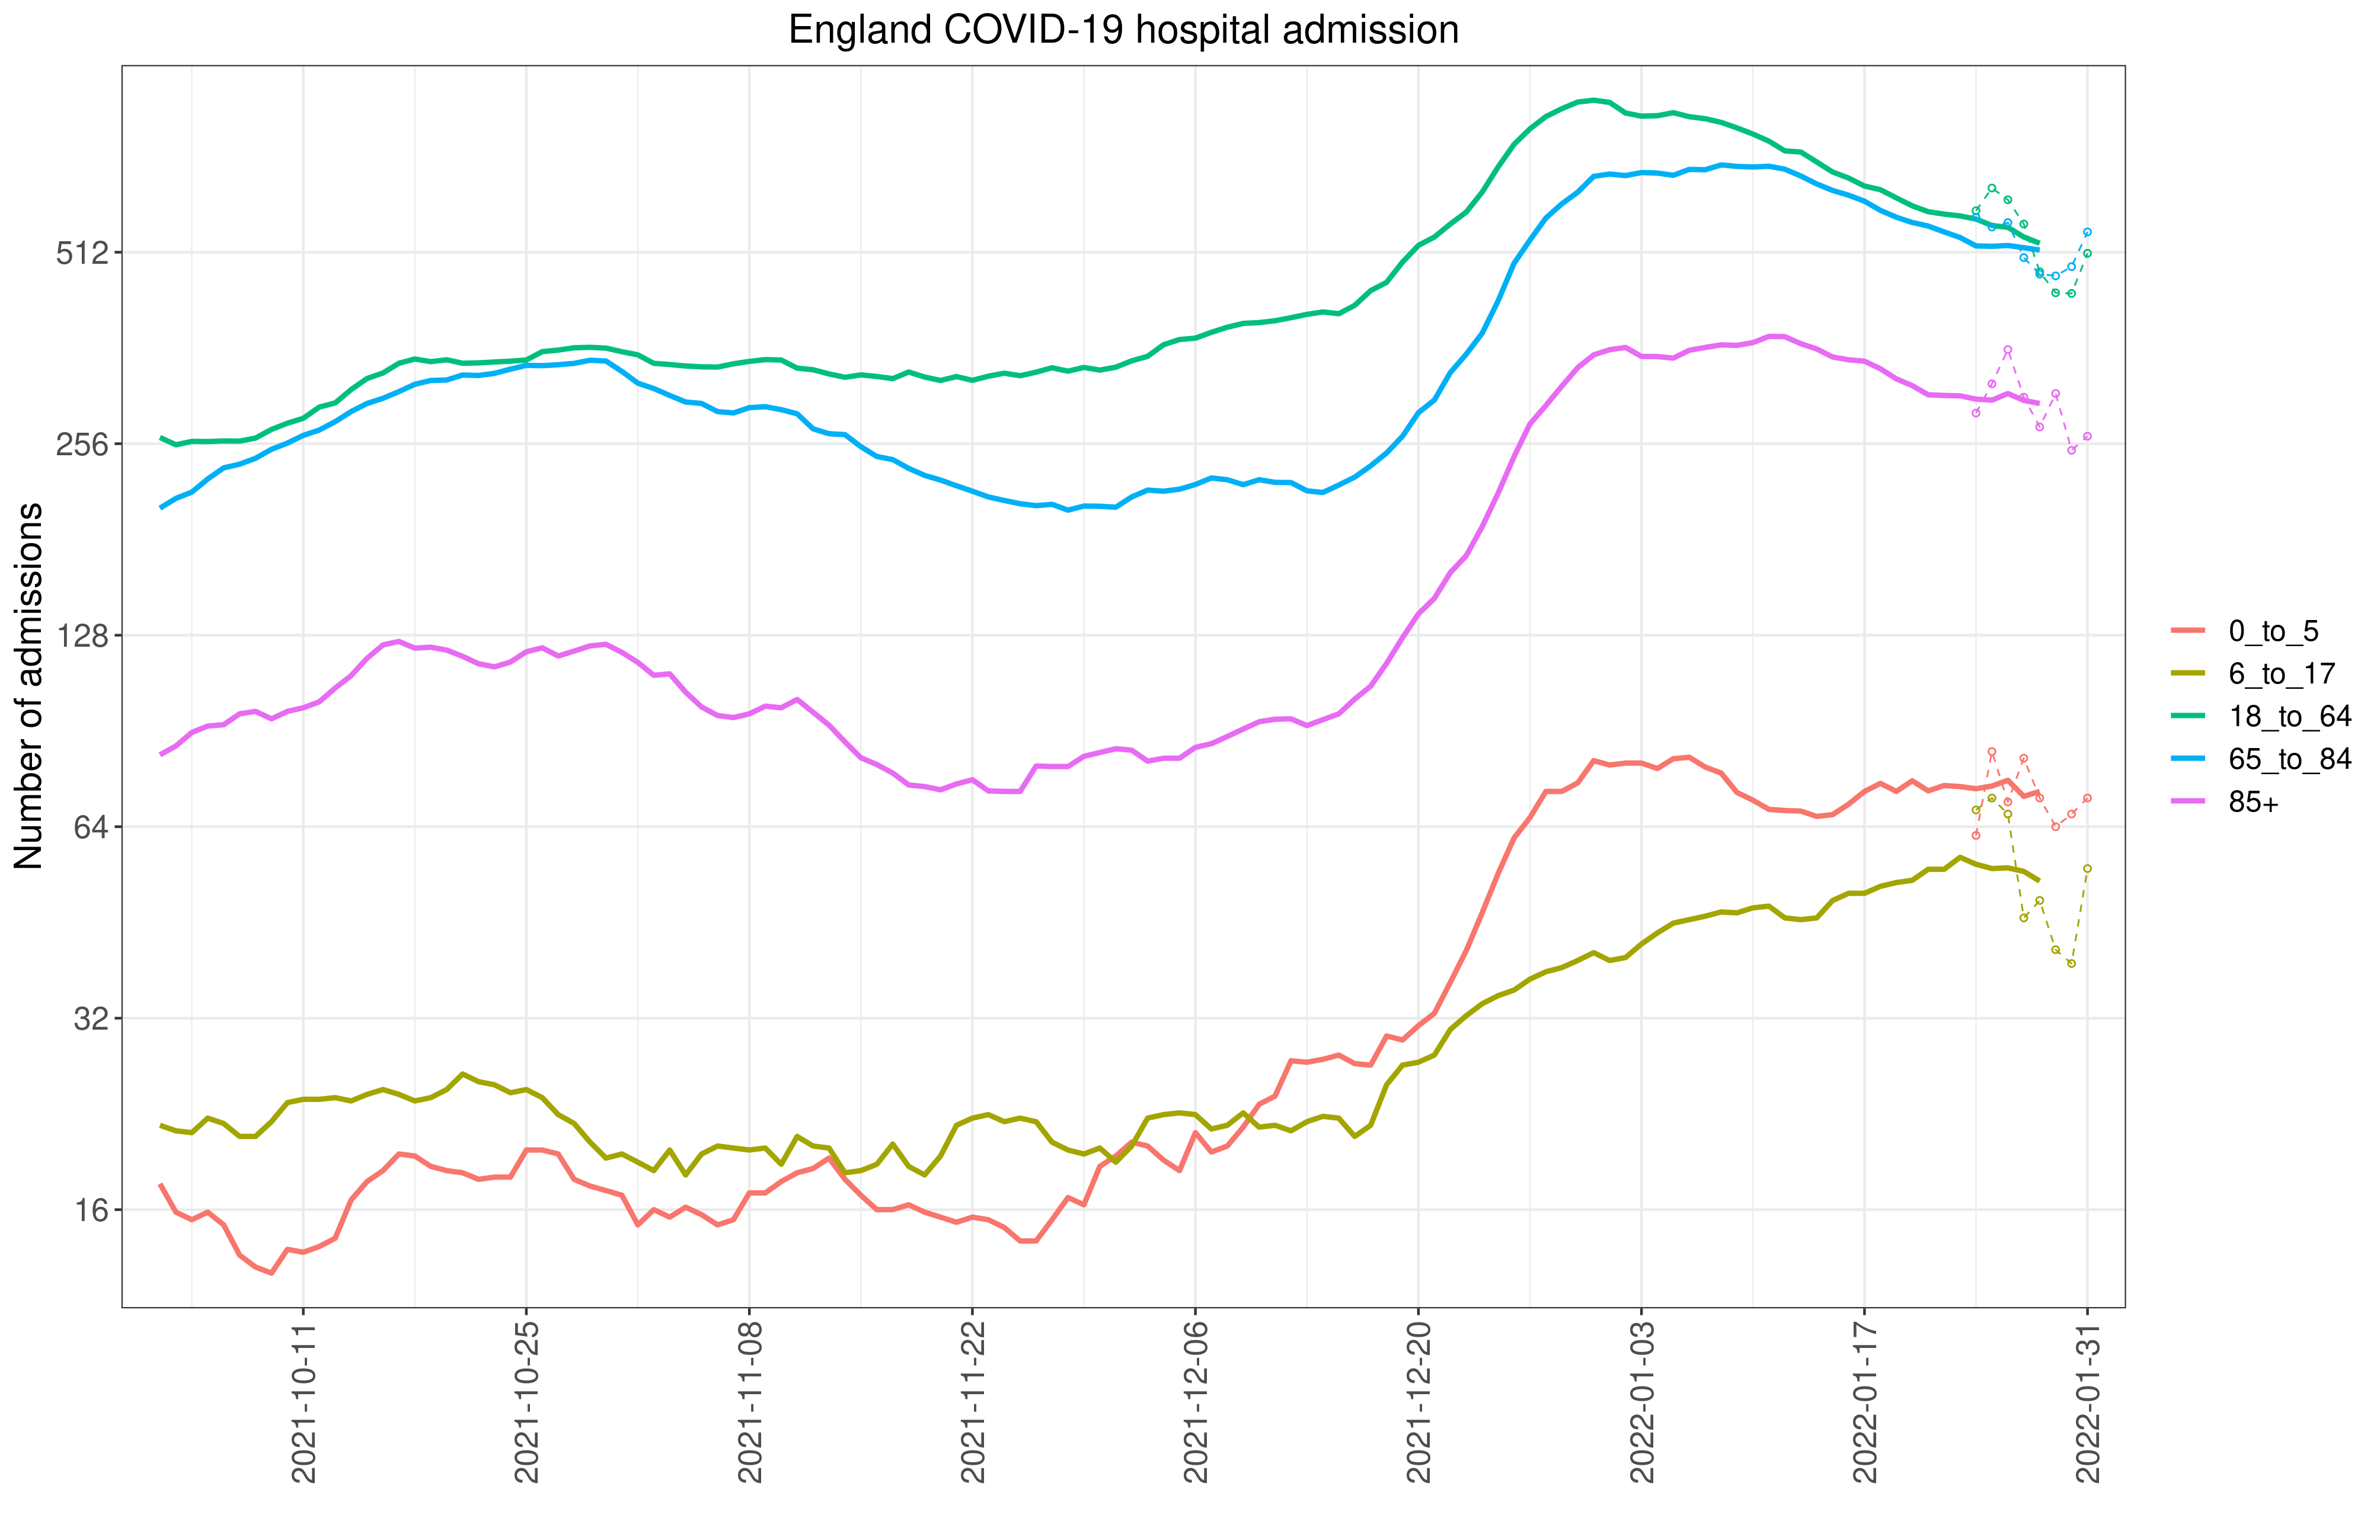 England COVID-19 hospital admission
Number of admissions
512
256
128
64
32
16
2021-10-11
2021-10-25
2021-11-08
2021-11-22
2021-12-06
2021-12-20
2022-01-03
2022-01-17
2022-01-31
0_to_5
6_to_17
18_to_64
65_to_84
85+